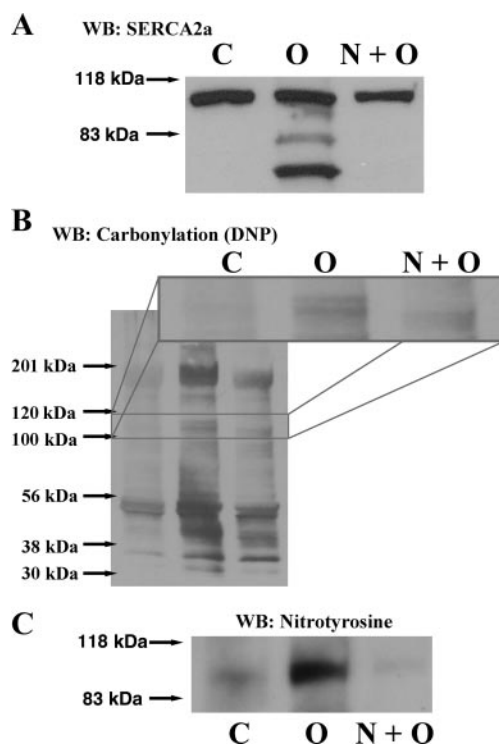 A
WB: SERCA2a
C O N + O
118 kDa
83 kDa
B
WB: Carbonylation (DNP)
C O N + O
201 kDa
120 kDa
100 kDa
56 kDa
38 kDa
30 kDa
C
WB: Nitrotyrosine
118 kDa
83 kDa
C O N + O